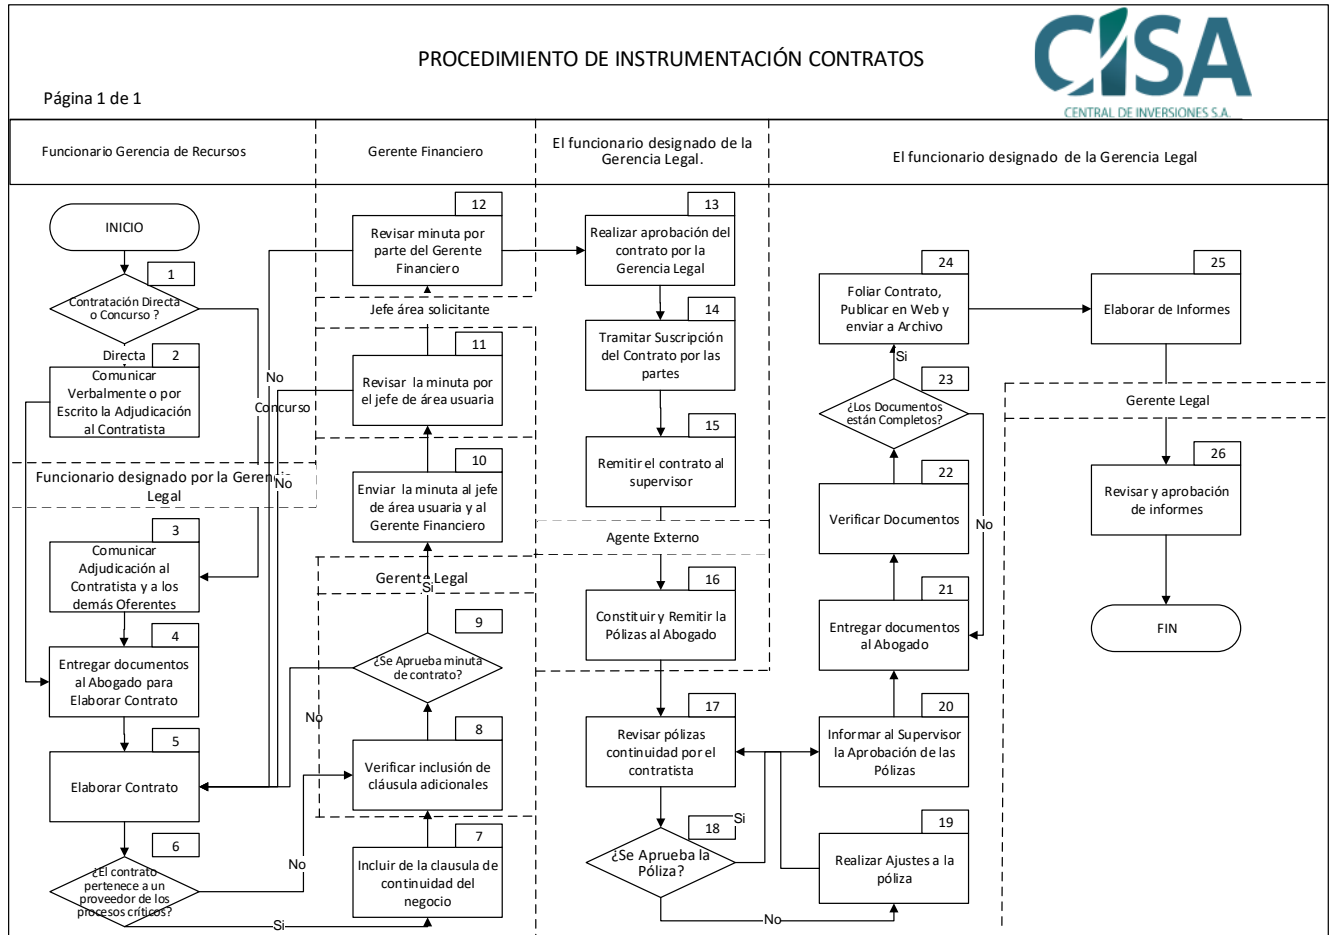 PROCEDIMIENTO DE INSTRUMENTACIÓN CONTRATOS
CISA
CENTRAL DE INVERSIONES S.A.
Página 1 de 1
Funcionario Gerencia de Recursos
Gerente Financiero
El funcionario designado de la
Gerencia Legal.
El funcionario designado de la Gerencia Legal
INICIO
1
Contratación Directa
o Concurso ?
Directa
2
Comunicar
Verbalmente o por
Escrito la Adjudicación
al Contratista
Concurso
Funcionario designado por la Gerencia
Legal
3
Comunicar
Adjudicación al
Contratista y a los
demás Oferentes
4
Entregar documentos
al Abogado para
Elaborar Contrato
5
Elaborar Contrato
6
¿El contrato
pertenece a un
proveedor de los
procesos críticos?
No
Si
12
Revisar minuta por
parte del Gerente
Financiero
No
Jefe área solicitante
11
Revisar la minuta por
el jefe de área usuaria
No
10
Enviar la minuta al jefe
de área usuaria y al
Gerente Financiero
Gerente Legal
Si
9
¿Se Aprueba minuta
de contrato?
No
8
Verificar inclusión de
cláusula adicionales
7
Incluir de la clausula de
continuidad del
negocio
13
Realizar aprobación del
contrato por la
Gerencia Legal
14
Tramitar Suscripción
del Contrato por las
partes
15
Remitir el contrato al
supervisor
Agente Externo
16
Constituir y Remitir la
Pólizas al Abogado
17
Revisar pólizas
continuidad por el
contratista
18
Si
¿Se Aprueba la
Póliza?
No
24
Foliar Contrato,
Publicar en Web y
enviar a Archivo
Si
23
¿Los Documentos
están Completos?
No
22
Verificar Documentos
21
Entregar documentos
al Abogado
20
Informar al Supervisor
la Aprobación de las
Pólizas
19
Realizar Ajustes a la
póliza
25
Elaborar de Informes
Gerente Legal
26
Revisar y aprobación
de informes
FIN